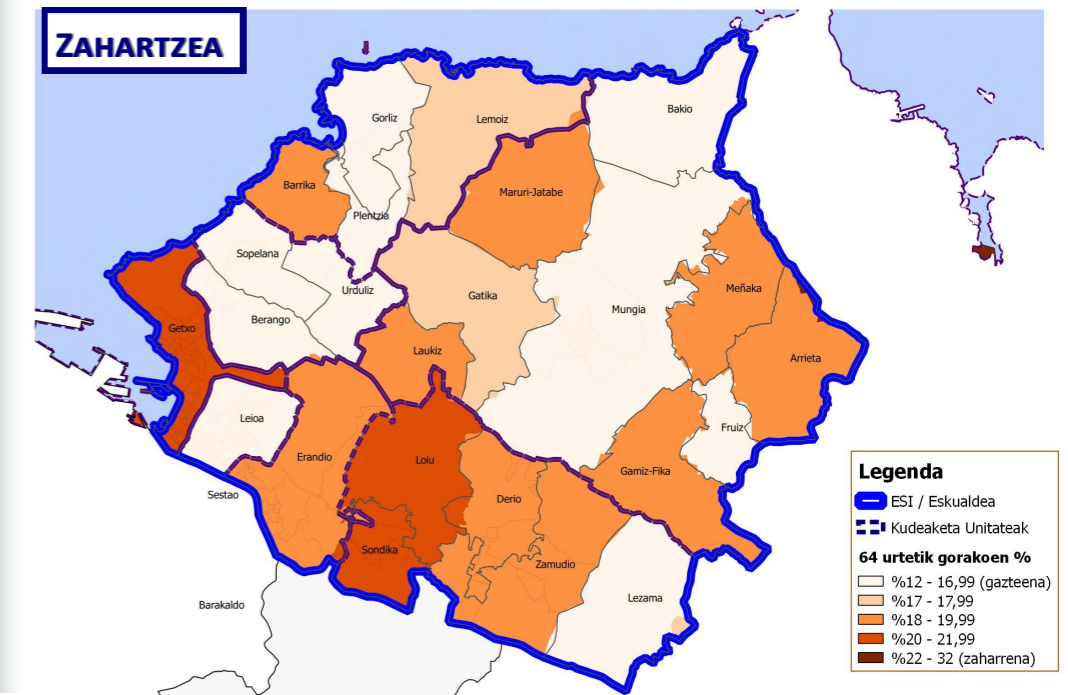 ZAHARTZEA
Bakio
Gorliz
Lemoiz
Barrika
Maruri-Jatabe
Plentzia
Sopelana
Urduliz
Gatika
Meñaka
Mungia
Berango
Getxo
Laukiz
Arrieta
Leioa
Fruiz
Erandio
Loiu
Gamiz-Fika
Sestao
Derio
Sondika
Zamudio
Barakaldo
Lezama
Legenda
ESI / Eskualdea
Kudeaketa Unitateak
64 urtetik gorakoen %
%12 - 16,99 (gazteena)
%17 - 17,99
%18 - 19,99
%20 - 21,99
%22 - 32 (zaharrena)